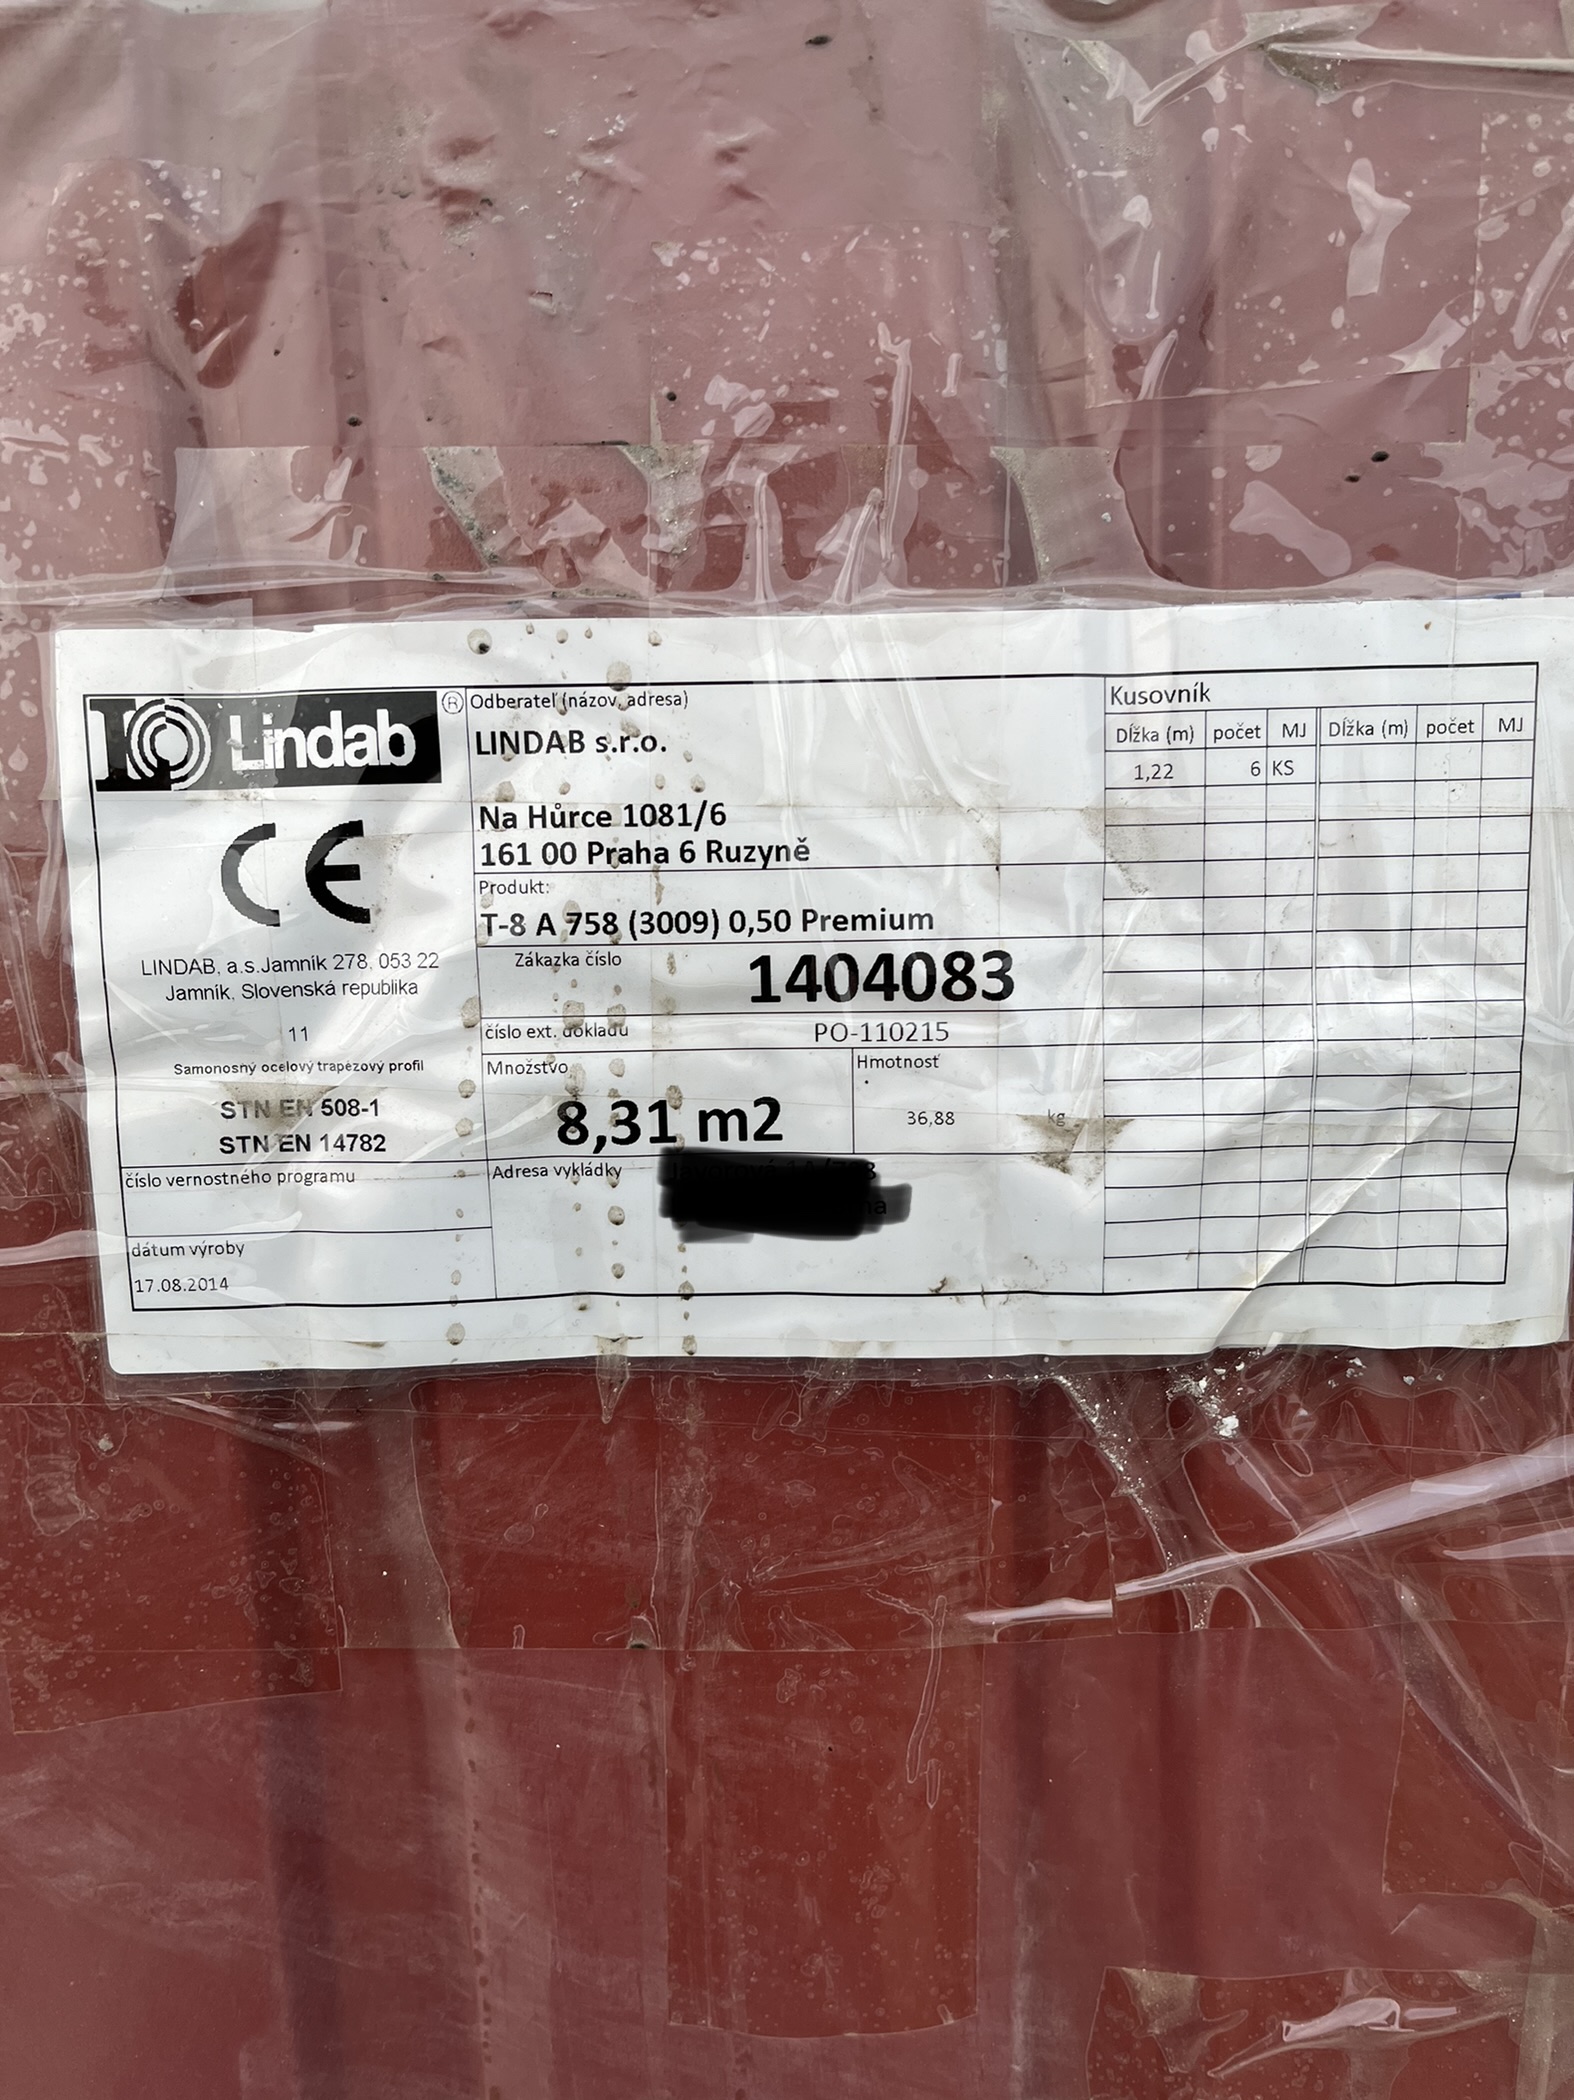 Lindab ®
Odberateľ (názov, adresa)
LINDAB s.r.o.
Na Hůrce 1081/6
161 00 Praha 6 Ruzyně
Kusovník
Dĺžka (m) počet MJ Dĺžka (m) počet MJ
1,22 6 KS
CE
LINDAB, a.s.Jamník 278, 053 22
Jamník, Slovenská republika
11
Samonosný ocelový trapézový profil
STN EN 508-1
STN EN 14782
Produkt:
T-8 A 758 (3009) 0,50 Premium
Zákazka číslo 1404083
číslo ext. dokladu PO-110215
Množstvo
8,31 m2
Hmotnosť
36,88 kg
číslo vernostného programu
dátum výroby
17.08.2014
Adresa vykládky